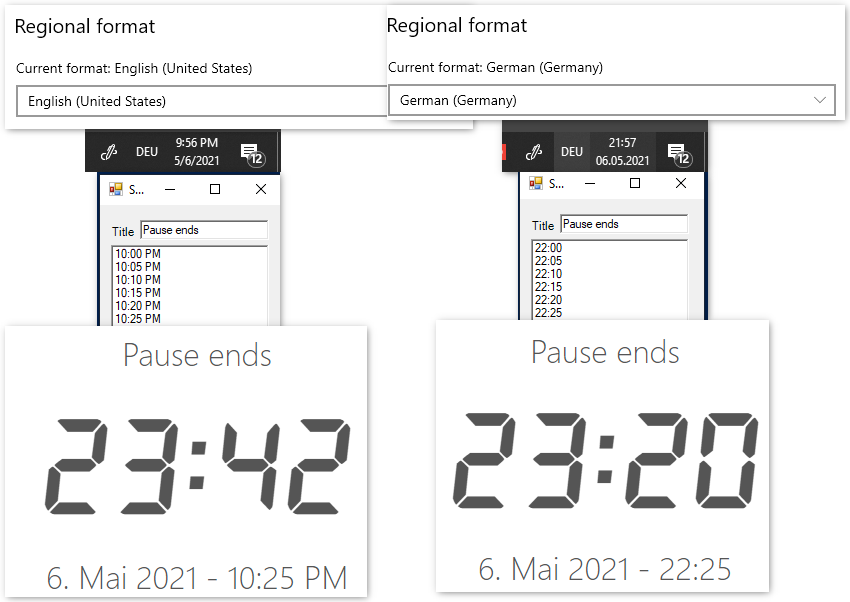 Regional format
Current format: English (United States)
English (United States)
9:56 PM
DEU
5/6/2021
12
S...
Title Pause ends
10:00 PM
10:05 PM
10:10 PM
10:15 PM
10:20 PM
10:25 PM
Pause ends
23:42
6. Mai 2021 - 10:25 PM
Regional format
Current format: German (Germany)
German (Germany)
21:57
DEU
06.05.2021
12
S...
Title Pause ends
22:00
22:05
22:10
22:15
22:20
22:25
Pause ends
23:20
6. Mai 2021 - 22:25